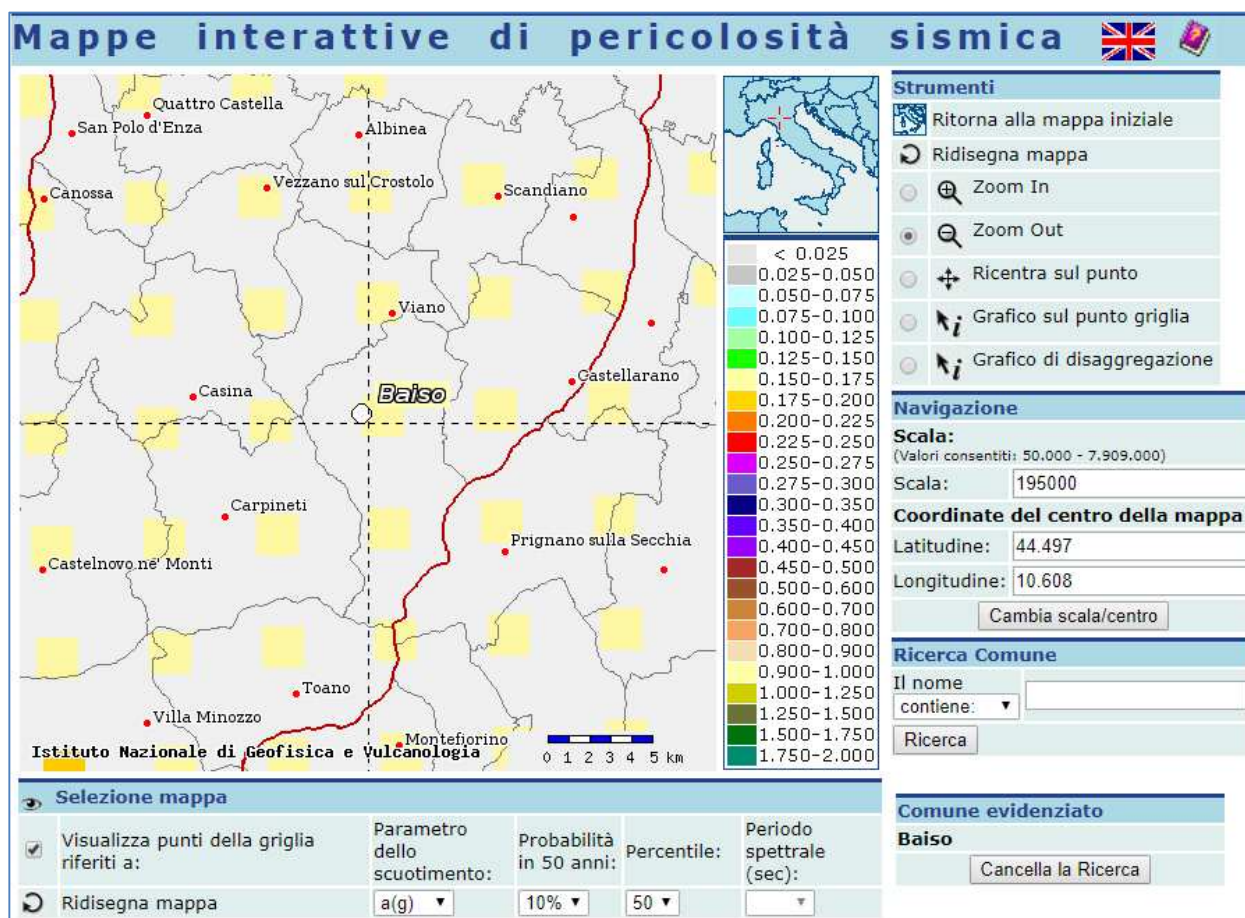 Mappe interattive di pericolosità sismica
Quattro Castella
San Polo d'Enza
Albinea
Canossa
Vezzano sul Crostolo
Scandiano
Viano
Casina
Baiso
Castellarano
Carpineti
Castelnovo ne' Monti
Prignano sulla Secchia
Toano
Villa Minozzo
Montefiorino
Istituto Nazionale di Geofisica e Vulcanologia
0 1 2 3 4 5 km
< 0.025
0.025-0.050
0.050-0.075
0.075-0.100
0.100-0.125
0.125-0.150
0.150-0.175
0.175-0.200
0.200-0.225
0.225-0.250
0.250-0.275
0.275-0.300
0.300-0.350
0.350-0.400
0.400-0.450
0.450-0.500
0.500-0.600
0.600-0.700
0.700-0.800
0.800-0.900
0.900-1.000
1.000-1.250
1.250-1.500
1.500-1.750
1.750-2.000
Strumenti
Ritorna alla mappa iniziale
Ridisegna mappa
Zoom In
Zoom Out
Ricentra sul punto
Grafico sul punto griglia
Grafico di disaggregazione
Navigazione
Scala:
(Valori consentiti: 50.000 - 7.909.000)
Scala: 195000
Coordinate del centro della mappa
Latitudine: 44.497
Longitudine: 10.608
Cambia scala/centro
Ricerca Comune
Il nome
contiene:
Ricerca
Selezione mappa
Visualizza punti della griglia
riferiti a:
Parametro
dello
scuotimento:
Probabilità
in 50 anni:
Percentile:
Periodo
spettrale
(sec):
Ridisegna mappa
a(g)
10%
50
Comune evidenziato
Baiso
Cancella la Ricerca